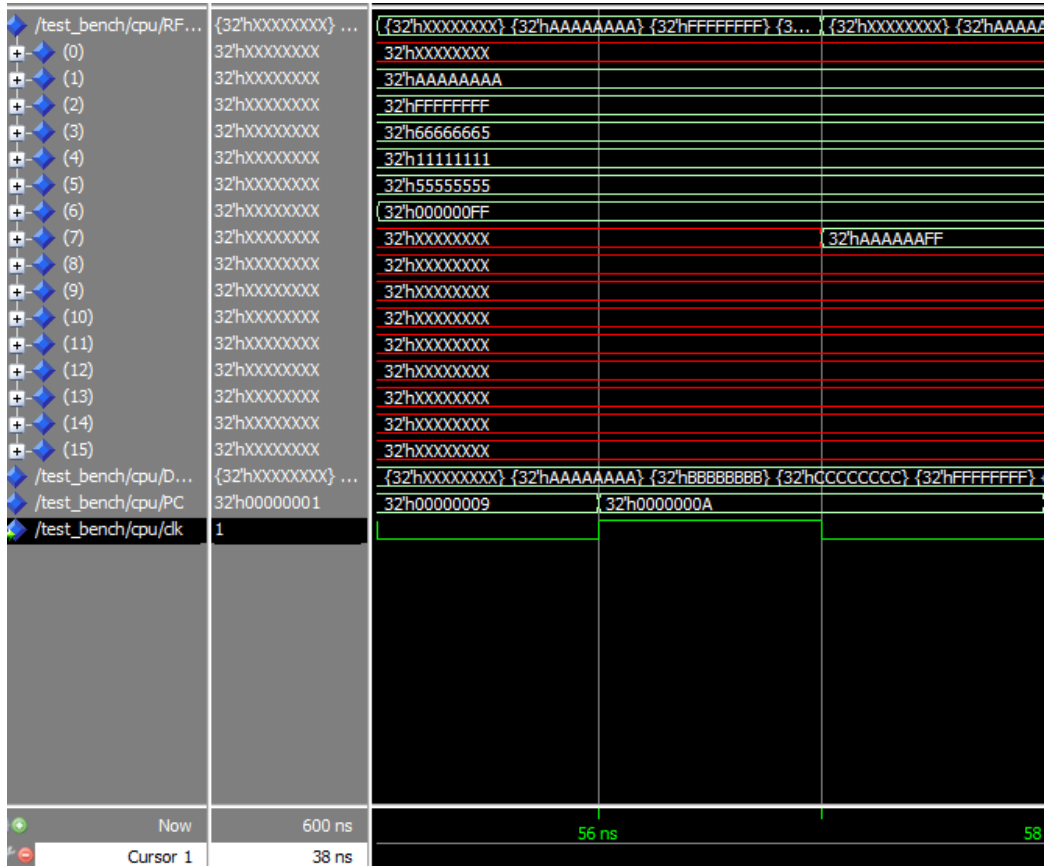 /test_bench/cpu/RF... {32'hXXXXXXXX} ... {32'hXXXXXXXX} {32'hAAAAAAAA} {32'hFFFFFFFF} {3... {32'hXXXXXXXX} {32'hAAAAA
(0) 32'hXXXXXXXX 32'hXXXXXXXX
(1) 32'hXXXXXXXX 32'hAAAAAAAA
(2) 32'hXXXXXXXX 32'hFFFFFFFF
(3) 32'hXXXXXXXX 32'h66666665
(4) 32'hXXXXXXXX 32'h11111111
(5) 32'hXXXXXXXX 32'h55555555
(6) 32'hXXXXXXXX 32'h000000FF
(7) 32'hXXXXXXXX 32'hXXXXXXXX 32'hAAAAAAFF
(8) 32'hXXXXXXXX 32'hXXXXXXXX
(9) 32'hXXXXXXXX 32'hXXXXXXXX
(10) 32'hXXXXXXXX 32'hXXXXXXXX
(11) 32'hXXXXXXXX 32'hXXXXXXXX
(12) 32'hXXXXXXXX 32'hXXXXXXXX
(13) 32'hXXXXXXXX 32'hXXXXXXXX
(14) 32'hXXXXXXXX 32'hXXXXXXXX
(15) 32'hXXXXXXXX 32'hXXXXXXXX
/test_bench/cpu/D... {32'hXXXXXXXX} ... {32'hXXXXXXXX} {32'hAAAAAAAA} {32'hBBBBBBBB} {32'hCCCCCCCC} {32'hFFFFFFFF} {
/test_bench/cpu/PC 32'h00000001 32'h00000009 32'h0000000A
/test_bench/cpu/clk 1
Now 600 ns 56 ns 58
Cursor 1 38 ns